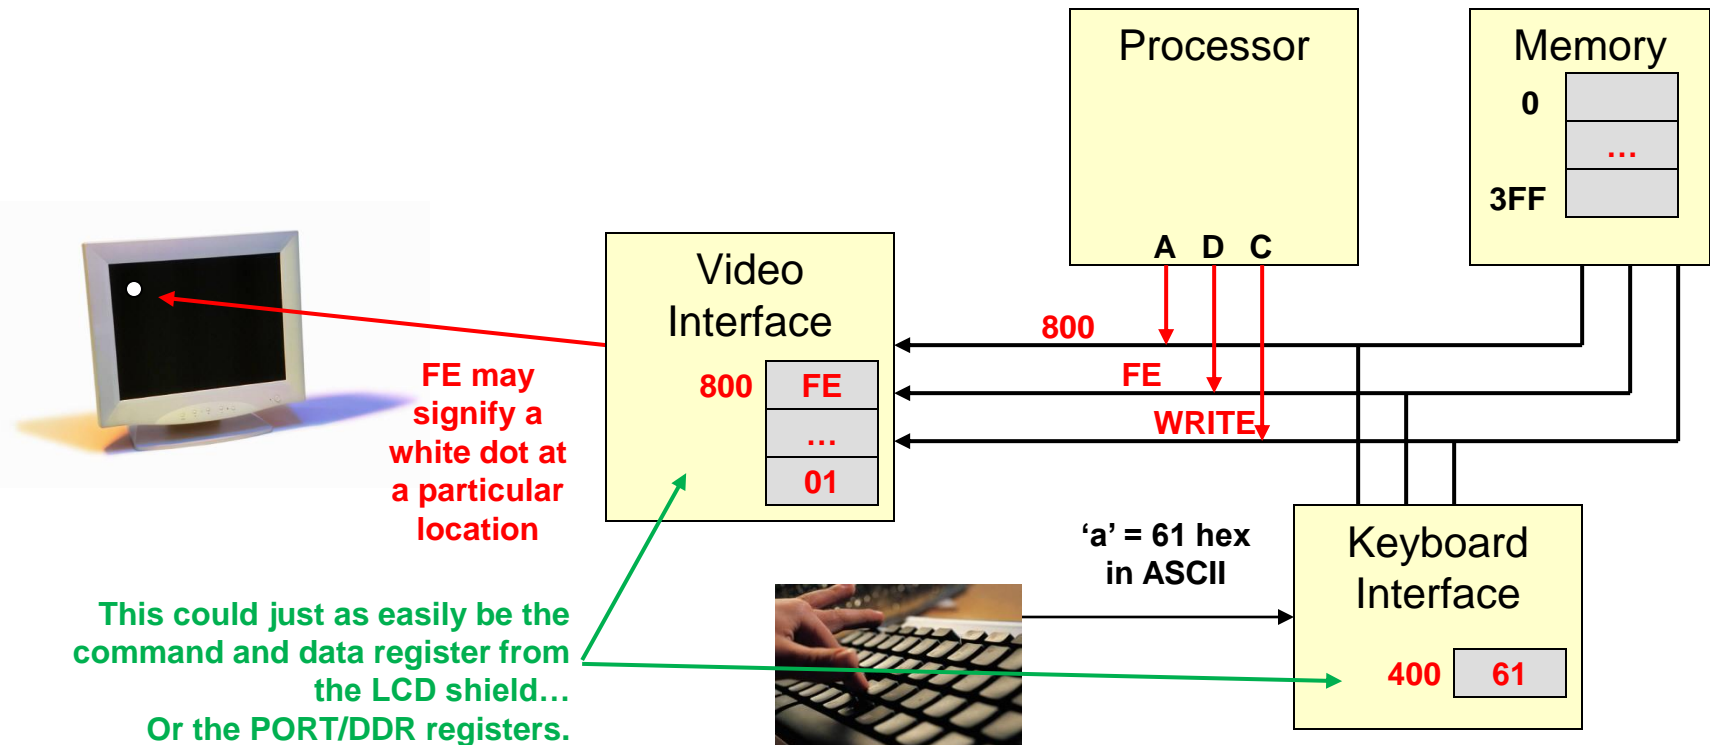 Processor
A D C
Memory
0
…
3FF
Video
Interface
800 FE
…
01
800
FE
WRITE
FE may
signify a
white dot at
a particular
location
‘a’ = 61 hex
in ASCII
Keyboard
Interface
400 61
This could just as easily be the
command and data register from
the LCD shield…
Or the PORT/DDR registers.